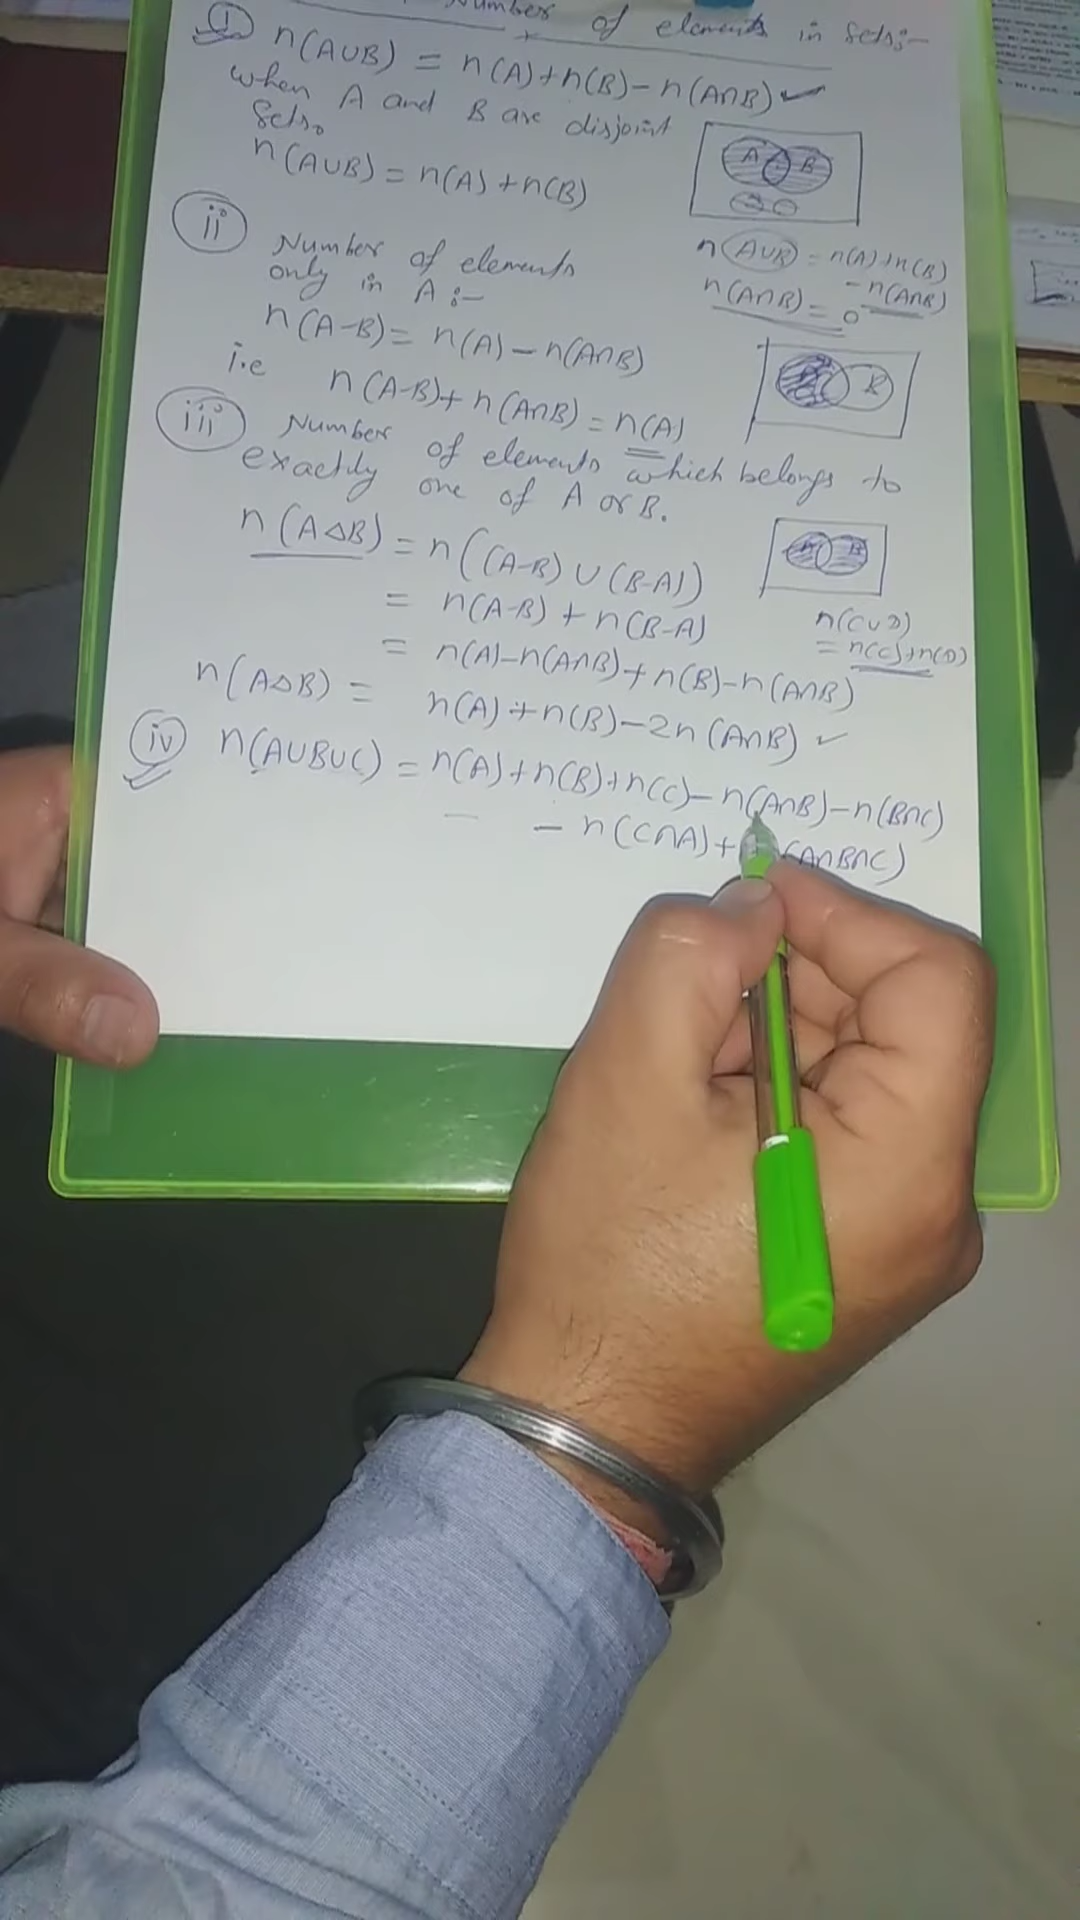 Number of elements in Sets:-
(i) n(A∪B) = n(A)+n(B)-n(A∩B) ✓
when A and B are disjoint
Sets.
n(A∪B) = n(A)+n(B)
A B
n(A∪B) = n(A)+n(B)
-n(A∩B)
n(A∩B) = 0
(ii) Number of elements
only in A :-
n(A-B) = n(A) - n(A∩B)
i.e n(A-B)+n(A∩B) = n(A)
B
(iii) Number of elements which belongs to
exactly one of A or B.
n(A△B) = n((A-B)∪(B-A))
= n(A-B) + n(B-A)
= n(A)-n(A∩B)+n(B)-n(A∩B)
n(A△B) = n(A)+n(B)-2n(A∩B) ✓
A B
n(C∪D)
= n(C)+n(D)
(iv) n(A∪B∪C) = n(A)+n(B)+n(C)-n(A∩B)-n(B∩C)
- n(C∩A)+ (A∩B∩C)